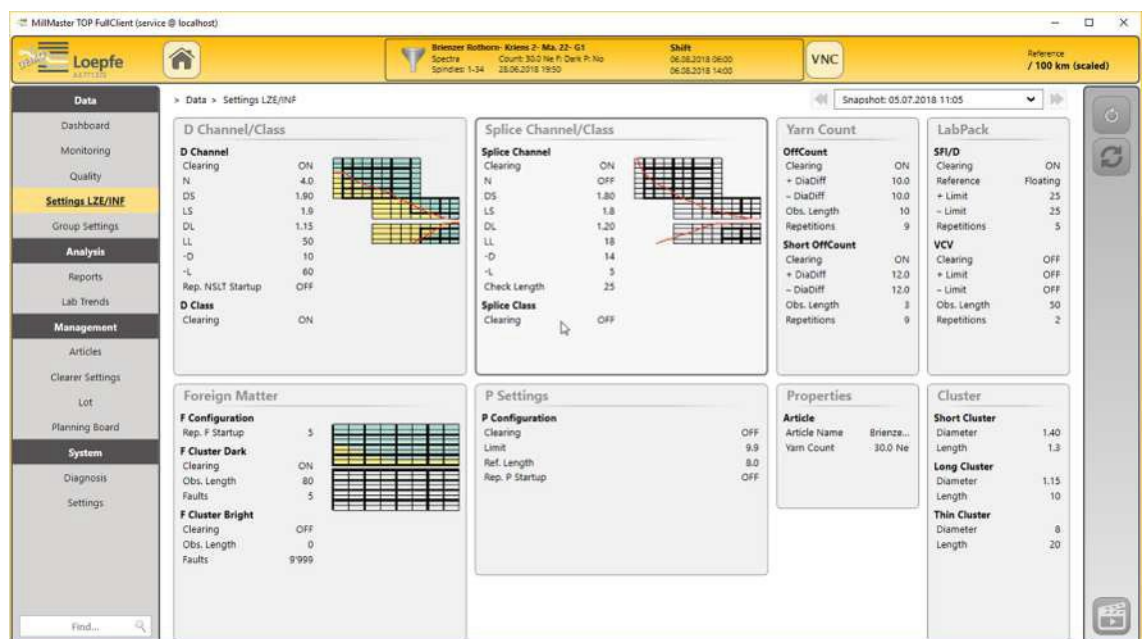 MillMaster TOP FullClient (service @ localhost)
Loepfe
Brienzer Rothorn- Kriens 2- Ma. 22- G1
Spectra Count: 30.0 Ne F: Dark P: No
Spindles: 1-34 28.06.2018 19:50
Shift
06.08.2018 06:00
06.08.2018 14:00
VNC
Reference
/ 100 km (scaled)
Data
Dashboard
Monitoring
Quality
Settings LZE/INF
Group Settings
Analysis
Reports
Lab Trends
Management
Articles
Clearer Settings
Lot
Planning Board
System
Diagnosis
Settings
Find...
> Data > Settings LZE/INF
Snapshot: 05.07.2018 11:05
D Channel/Class
D Channel
Clearing ON
N 4.0
DS 1.90
LS 1.9
DL 1.15
LL 50
-D 10
-L 60
Rep. NSLT Startup OFF
D Class
Clearing ON
Splice Channel/Class
Splice Channel
Clearing ON
N OFF
DS 1.80
LS 1.8
DL 1.20
LL 18
-D 14
-L 5
Check Length 25
Splice Class
Clearing OFF
Yarn Count
OffCount
Clearing ON
+ DiaDiff 10.0
- DiaDiff 10.0
Obs. Length 10
Repetitions 9
Short OffCount
Clearing ON
+ DiaDiff 12.0
- DiaDiff 12.0
Obs. Length 3
Repetitions 9
LabPack
SFI/D
Clearing ON
Reference Floating
+ Limit 25
- Limit 25
Repetitions 5
VCV
Clearing OFF
+ Limit OFF
- Limit OFF
Obs. Length 50
Repetitions 2
Foreign Matter
F Configuration
Rep. F Startup 5
F Cluster Dark
Clearing ON
Obs. Length 80
Faults 5
F Cluster Bright
Clearing OFF
Obs. Length 0
Faults 9'999
P Settings
P Configuration
Clearing OFF
Limit 9.9
Ref. Length 8.0
Rep. P Startup OFF
Properties
Article
Article Name Brienze...
Yarn Count 30.0 Ne
Cluster
Short Cluster
Diameter 1.40
Length 1.3
Long Cluster
Diameter 1.15
Length 10
Thin Cluster
Diameter 8
Length 20